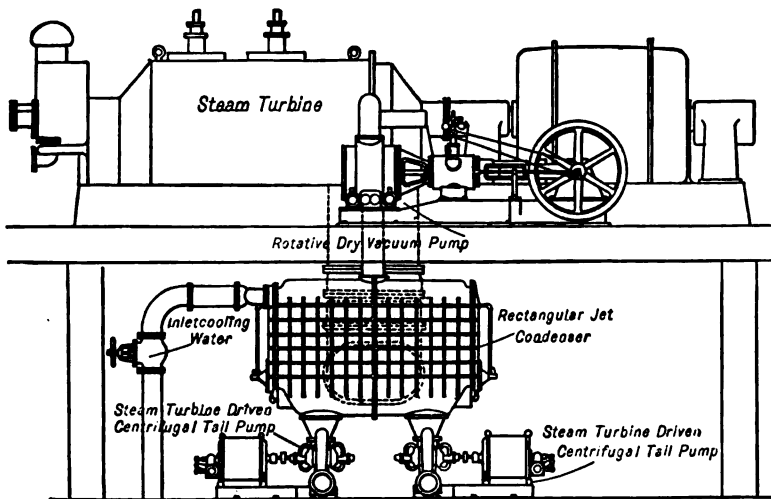 Steam Turbine
Rotative Dry Vacuum Pump
Inletcooling
Water
Rectangular Jet
Condenser
Steam Turbine Driven
Centrifugal Tail Pump
Steam Turbine Driven
Centrifugal Tail Pump